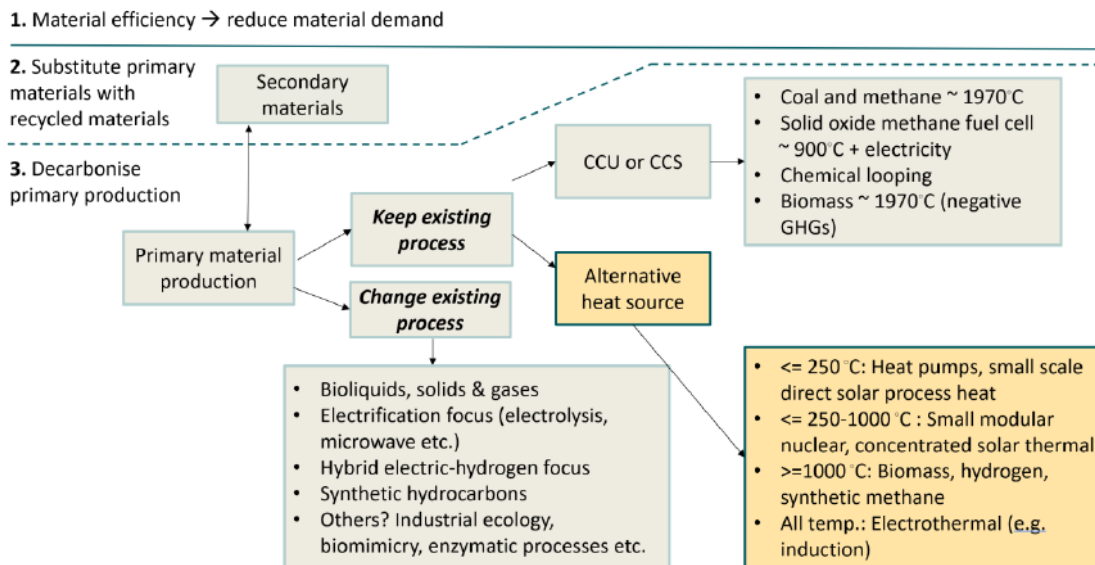 1. Material efficiency → reduce material demand
2. Substitute primary
materials with
recycled materials
Secondary
materials
3. Decarbonise
primary production
Primary material
production
Keep existing
process
Change existing
process
CCU or CCS
• Coal and methane ~ 1970°C
• Solid oxide methane fuel cell
~ 900°C + electricity
• Chemical looping
• Biomass ~ 1970°C (negative
GHGs)
Alternative
heat source
• Bioliquids, solids & gases
• Electrification focus (electrolysis,
microwave etc.)
• Hybrid electric-hydrogen focus
• Synthetic hydrocarbons
• Others? Industrial ecology,
biomimicry, enzymatic processes etc.
• <= 250 °C: Heat pumps, small scale
direct solar process heat
• <= 250-1000 °C : Small modular
nuclear, concentrated solar thermal
• >=1000 °C: Biomass, hydrogen,
synthetic methane
• All temp.: Electrothermal (e.g.
induction)